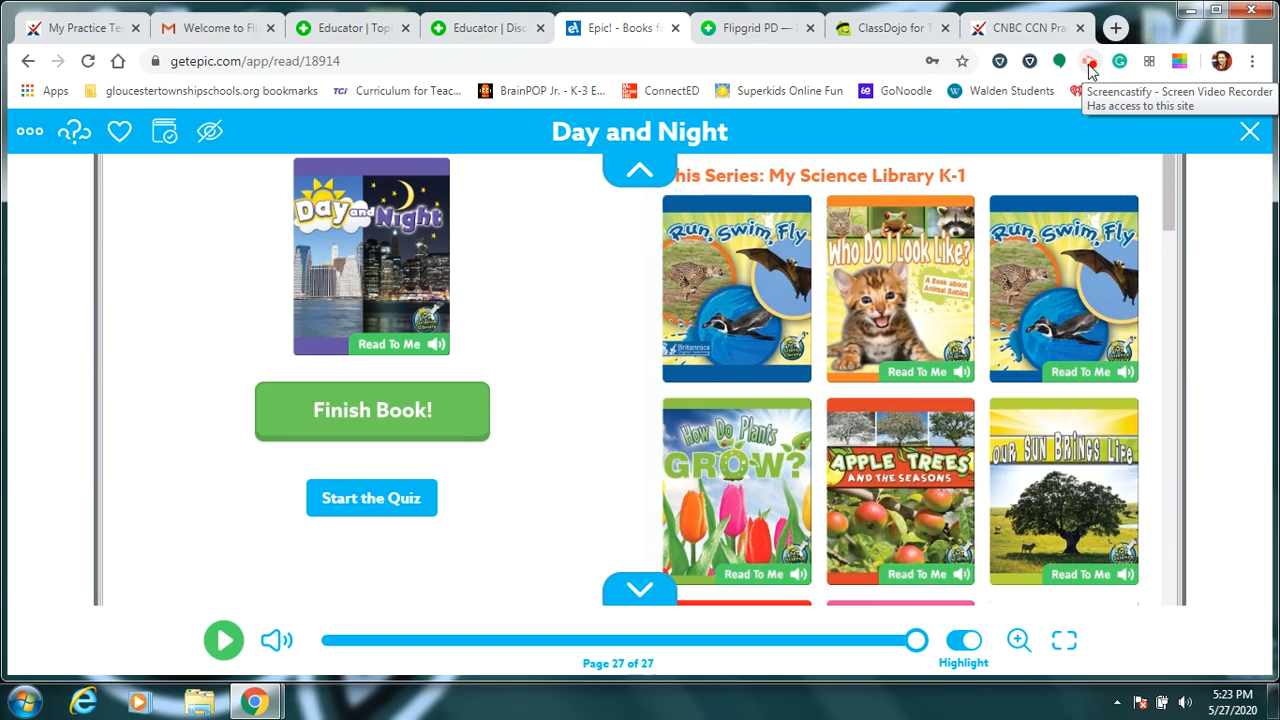 My Practice Te
Welcome to Fli
Educator | Top
Educator | Disc
Epic! - Books fo
Flipgrid PD —
ClassDojo for T
CNBC CCN Pra
getepic.com/app/read/18914
Apps
gloucestertownshipschools.org bookmarks
TCi
Curriculum for Teac...
BrainPOP Jr. - K-3 E...
ConnectED
Superkids Online Fun
GoNoodle
Walden Students
Screencastify - Screen Video Recorder
Has access to this site
Day and Night
Day and Night
Read To Me
Finish Book!
Start the Quiz
his Series: My Science Library K-1
Run, Swim, Fly
Britannica
Who Do I Look Like?
A Book about
Animal Babies
Read To Me
Run, Swim, Fly
Read To Me
How Do Plants
GROW?
Read To Me
APPLE TREES
AND THE SEASONS
Read To Me
OUR SUN BRINGS LIFE
Read To Me
Page 27 of 27
Highlight
5:23 PM
5/27/2020